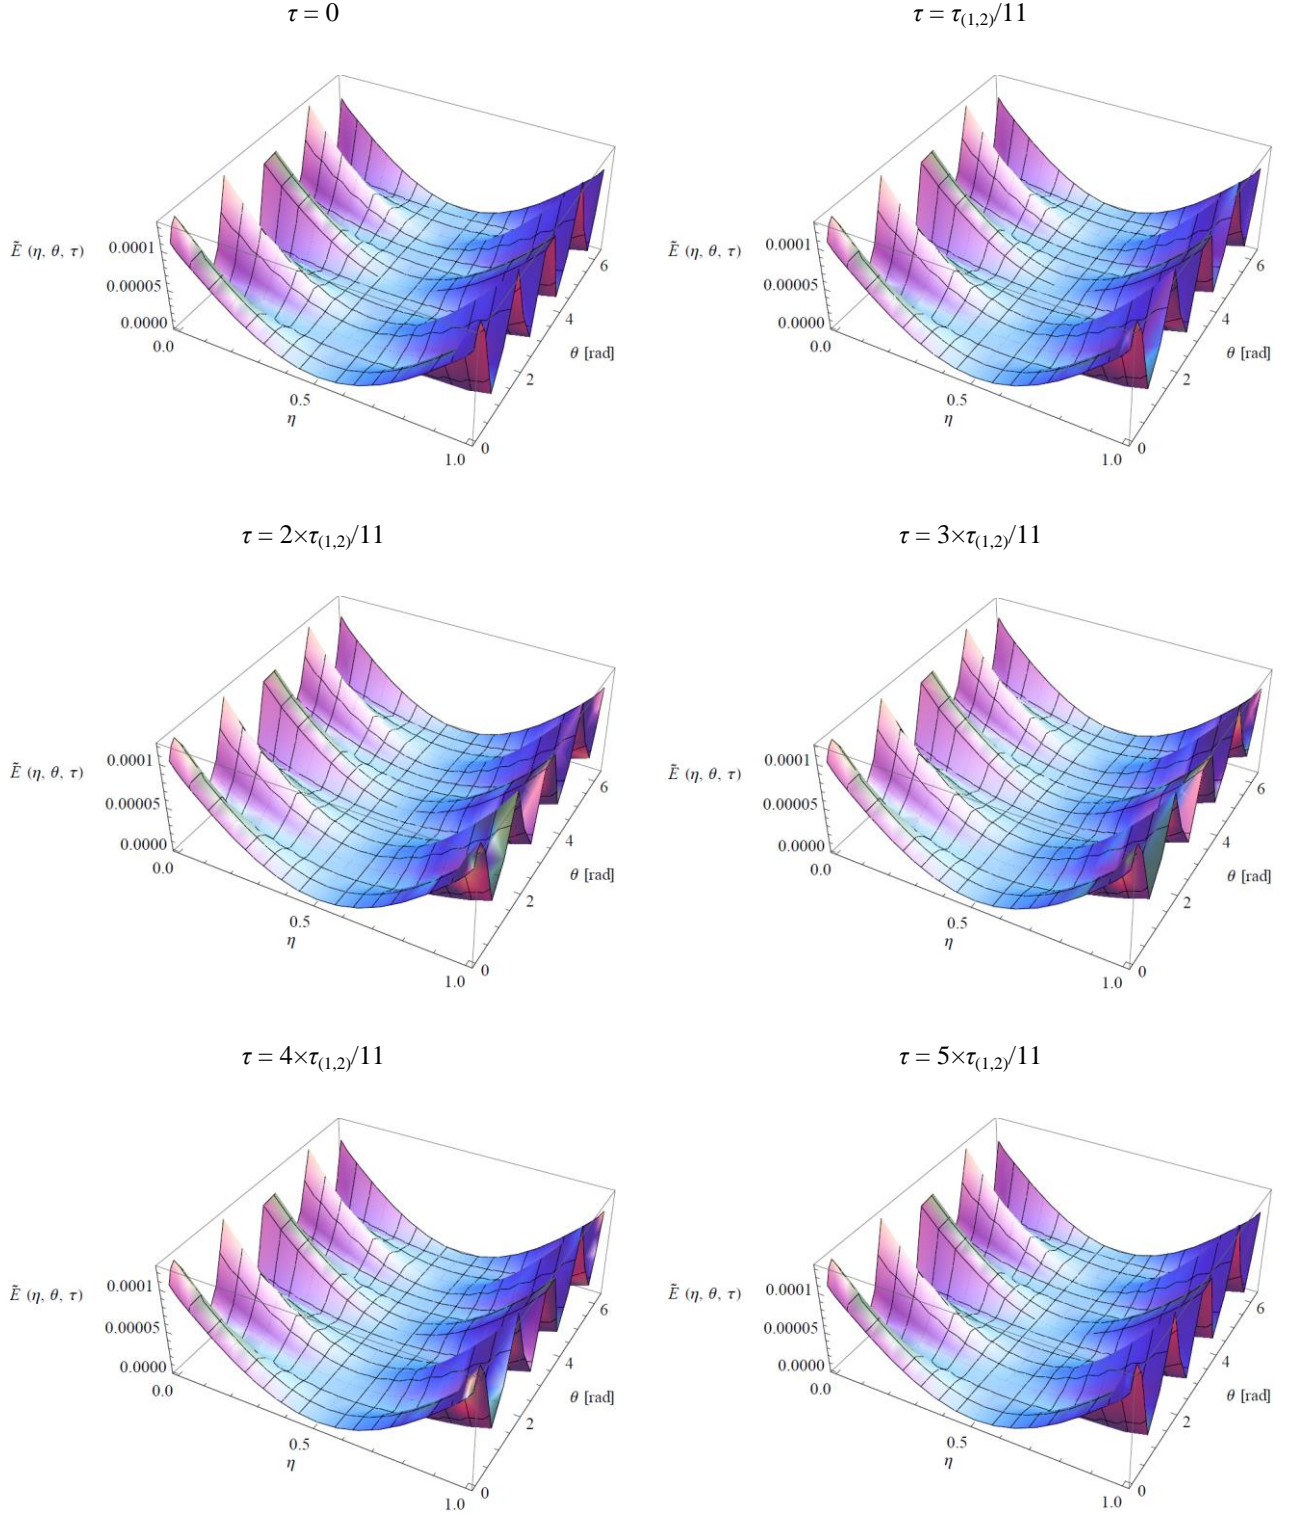 τ = 0
τ = τ(1,2)/11
Ẽ (η, θ, τ)
0.0001
0.00005
0.0000
0.0
0.5
η
1.0
0
2
4
6
θ [rad]
Ẽ (η, θ, τ)
0.0001
0.00005
0.0000
0.0
0.5
η
1.0
0
2
4
6
θ [rad]
τ = 2×τ(1,2)/11
τ = 3×τ(1,2)/11
Ẽ (η, θ, τ)
0.0001
0.00005
0.0000
0.0
0.5
η
1.0
0
2
4
6
θ [rad]
Ẽ (η, θ, τ)
0.0001
0.00005
0.0000
0.0
0.5
η
1.0
0
2
4
6
θ [rad]
τ = 4×τ(1,2)/11
τ = 5×τ(1,2)/11
Ẽ (η, θ, τ)
0.0001
0.00005
0.0000
0.0
0.5
η
1.0
0
2
4
6
θ [rad]
Ẽ (η, θ, τ)
0.0001
0.00005
0.0000
0.0
0.5
η
1.0
0
2
4
6
θ [rad]